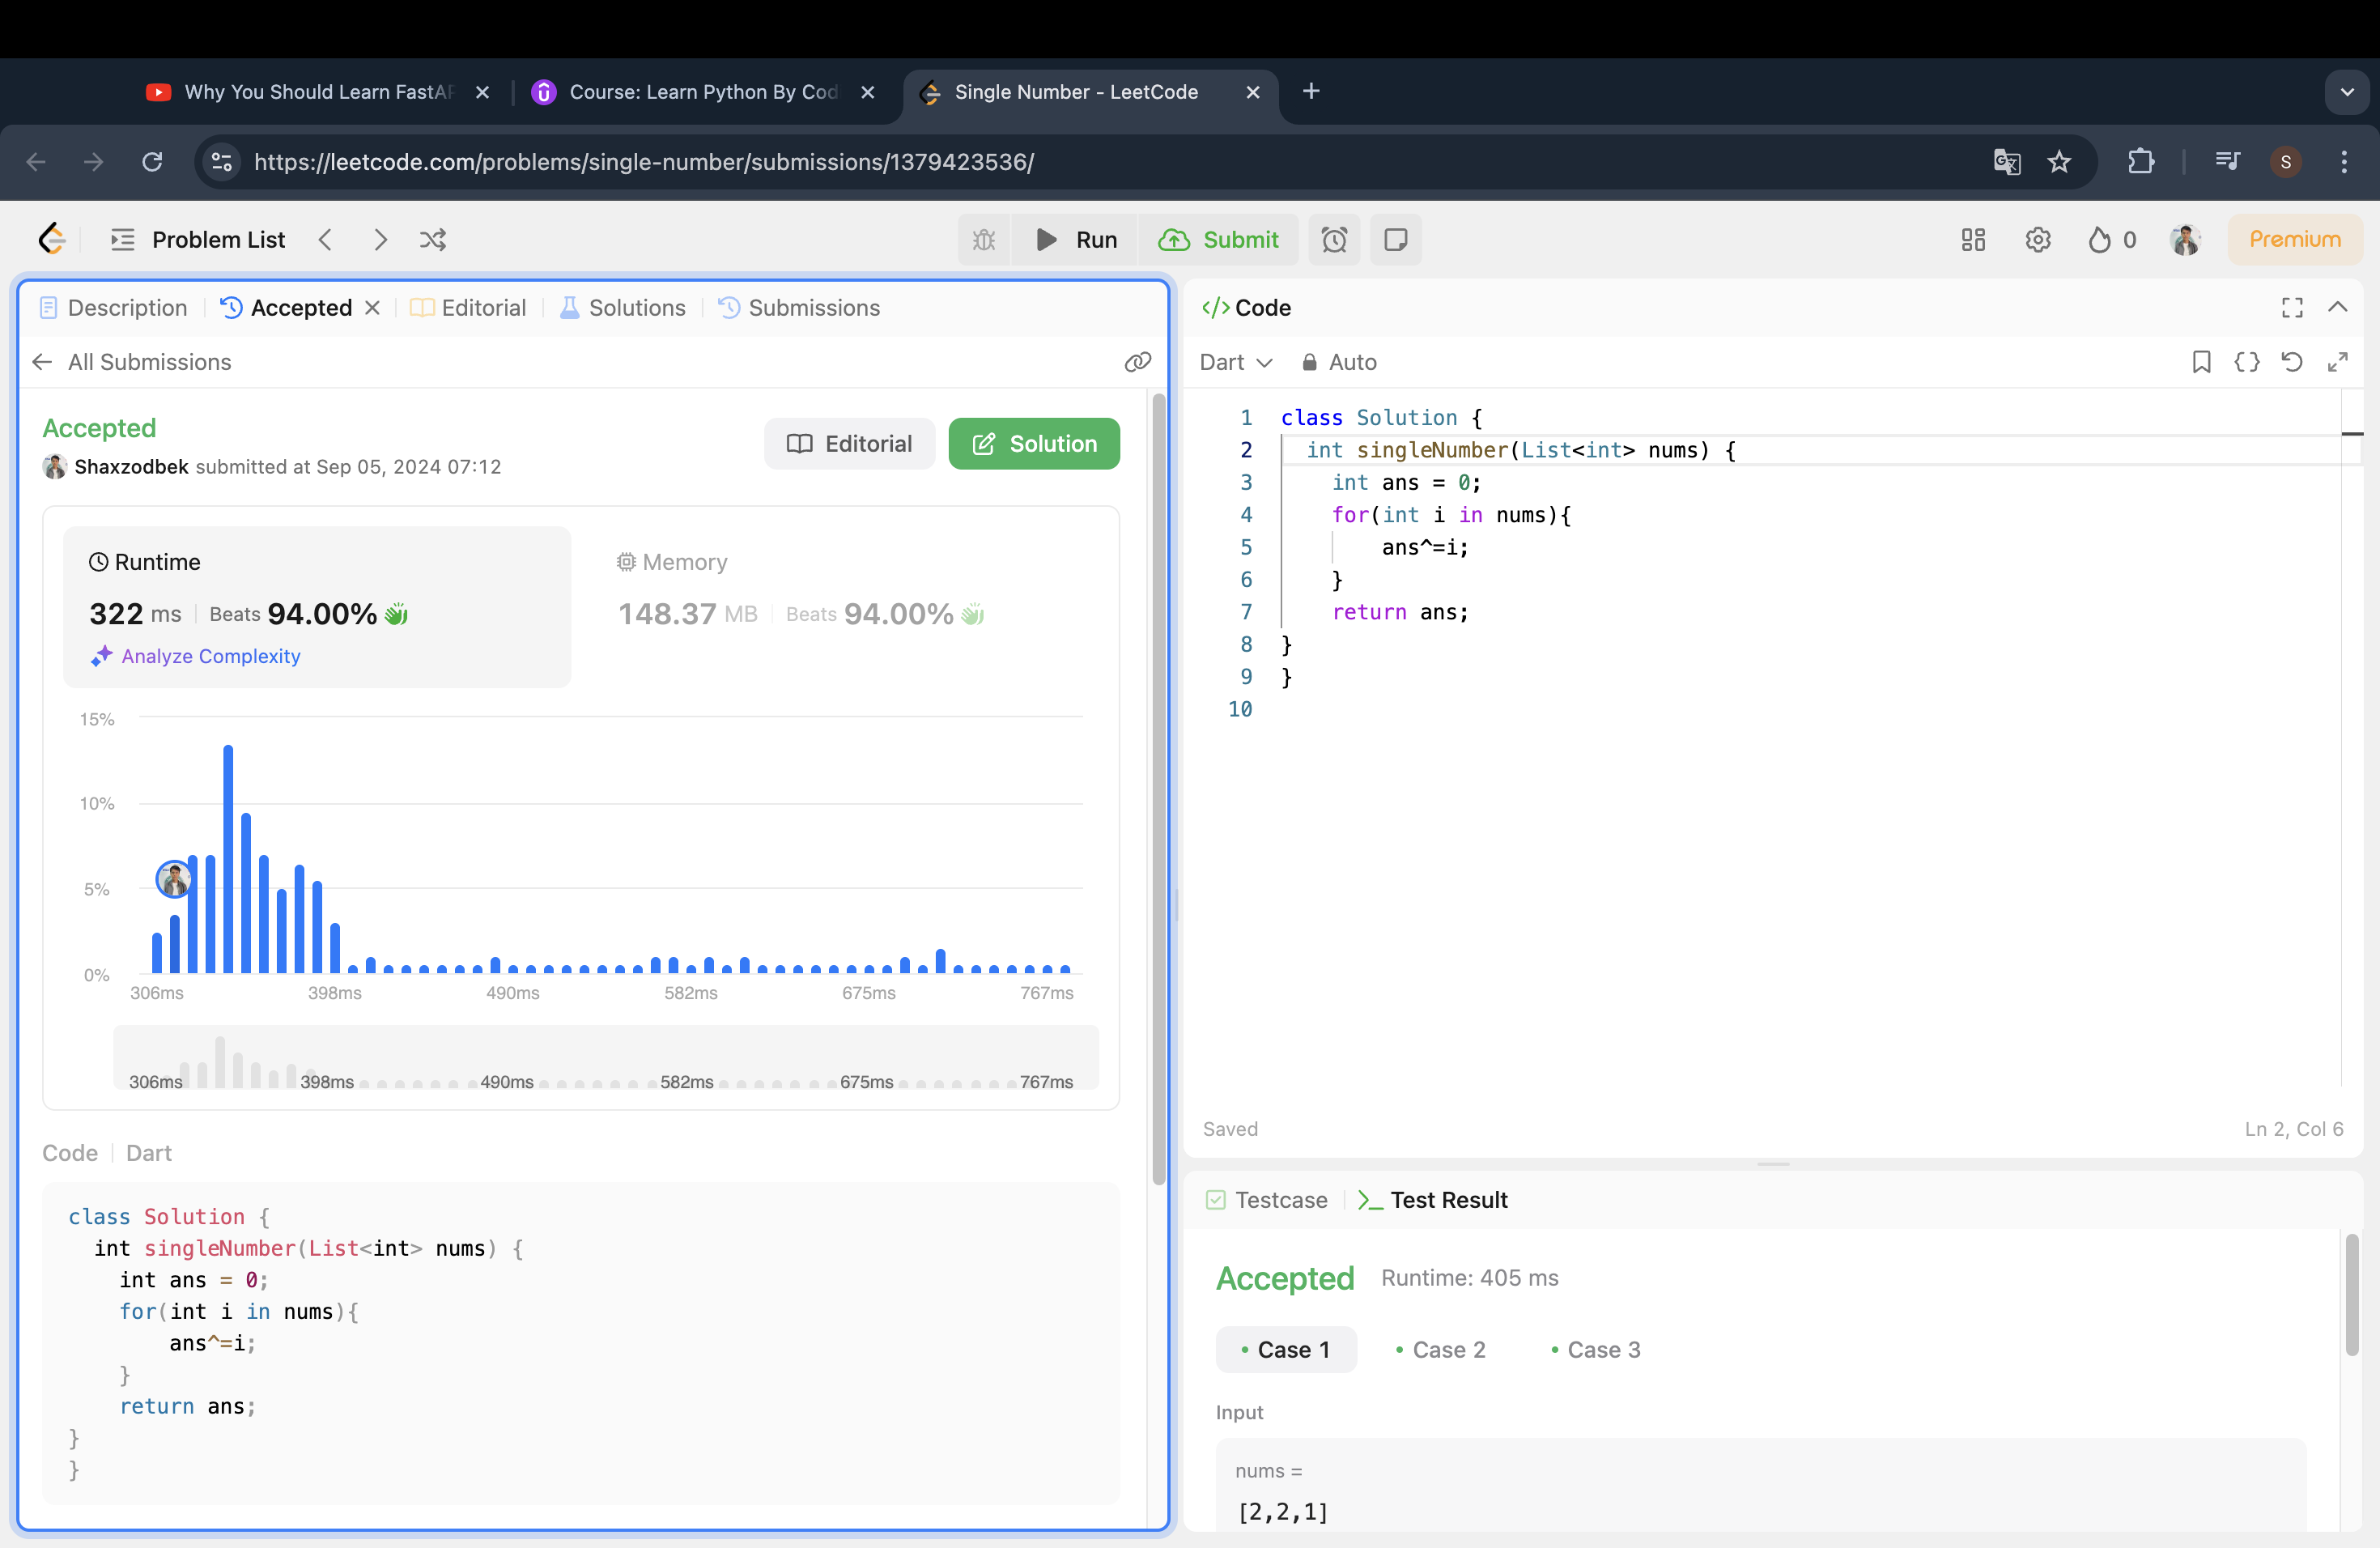 Why You Should Learn FastAP
Course: Learn Python By Cod
Single Number - LeetCode
https://leetcode.com/problems/single-number/submissions/1379423536/
S
Problem List
Run
Submit
0
Premium
Description
Accepted
Editorial
Solutions
Submissions
All Submissions
Accepted
Editorial
Solution
Shaxzodbek submitted at Sep 05, 2024 07:12
Runtime
322 ms
Beats 94.00%
Analyze Complexity
Memory
148.37 MB
Beats 94.00%
15%
10%
5%
0%
306ms 398ms 490ms 582ms 675ms 767ms
306ms 398ms 490ms 582ms 675ms 767ms
Code
Dart
class Solution {
int singleNumber(List<int> nums) {
int ans = 0;
for(int i in nums){
ans^=i;
}
return ans;
}
}
</> Code
Dart
Auto
1 class Solution {
2 int singleNumber(List<int> nums) {
3 int ans = 0;
4 for(int i in nums){
5 ans^=i;
6 }
7 return ans;
8 }
9 }
10
Saved
Ln 2, Col 6
Testcase
Test Result
Accepted
Runtime: 405 ms
Case 1
Case 2
Case 3
Input
nums =
[2,2,1]